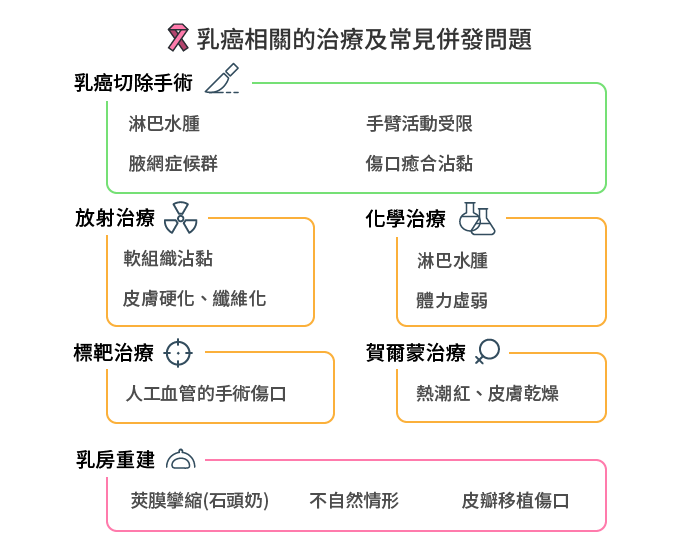 乳癌相關的治療及常見併發問題
乳癌切除手術
淋巴水腫
手臂活動受限
腋網症候群
傷口癒合沾黏
放射治療
軟組織沾黏
皮膚硬化、纖維化
化學治療
淋巴水腫
體力虛弱
標靶治療
人工血管的手術傷口
賀爾蒙治療
熱潮紅、皮膚乾燥
乳房重建
莢膜攣縮(石頭奶)
不自然情形
皮瓣移植傷口